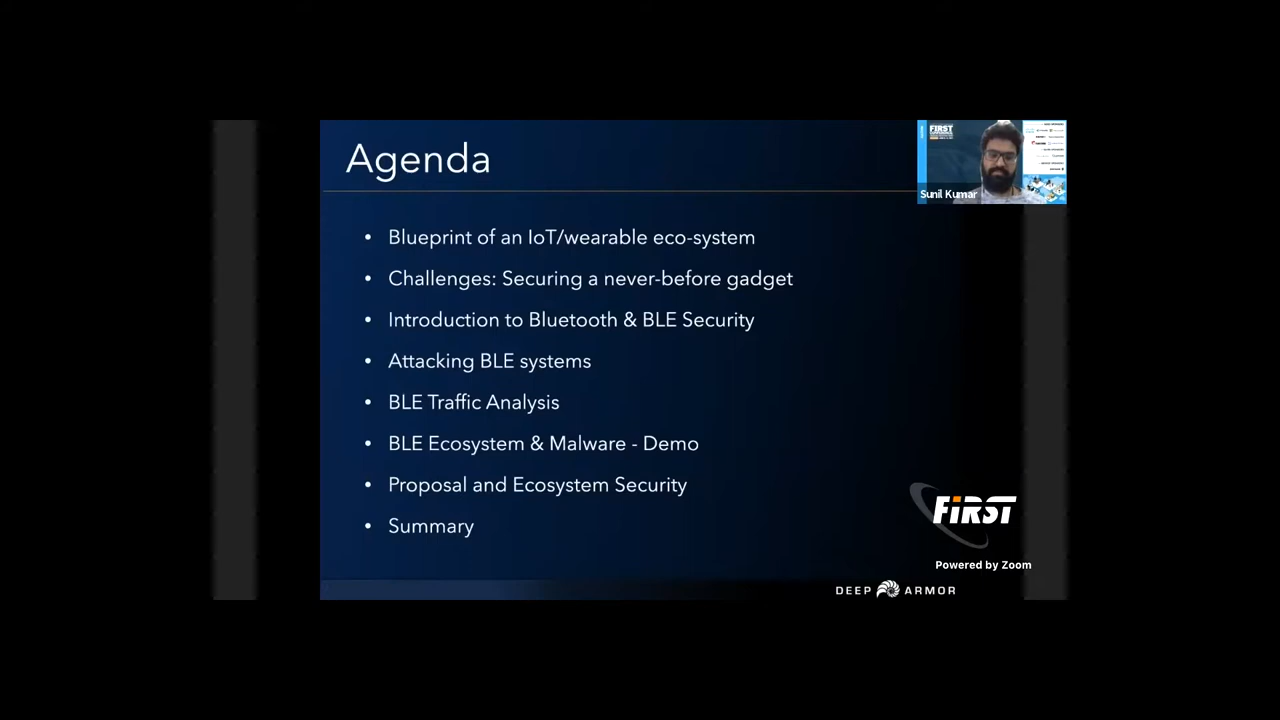 Agenda
FIRST
Sunil Kumar
• Blueprint of an IoT/wearable eco-system
• Challenges: Securing a never-before gadget
• Introduction to Bluetooth & BLE Security
• Attacking BLE systems
• BLE Traffic Analysis
• BLE Ecosystem & Malware - Demo
• Proposal and Ecosystem Security
• Summary
FiRST
Powered by Zoom
DEEP ARMOR